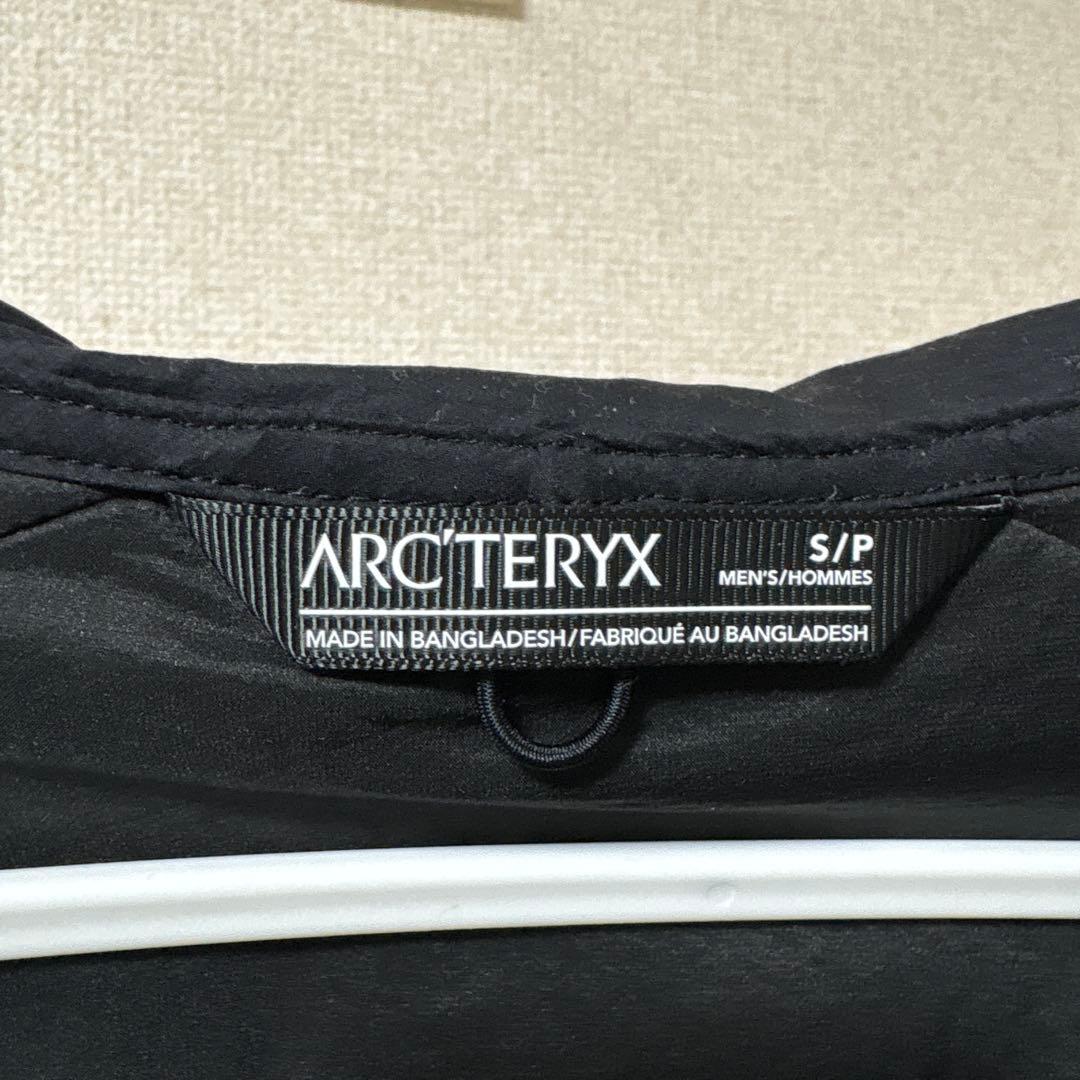 ARC'TERYX
S/P
MEN'S/HOMMES
MADE IN BANGLADESH/FABRIQUÉ AU BANGLADESH